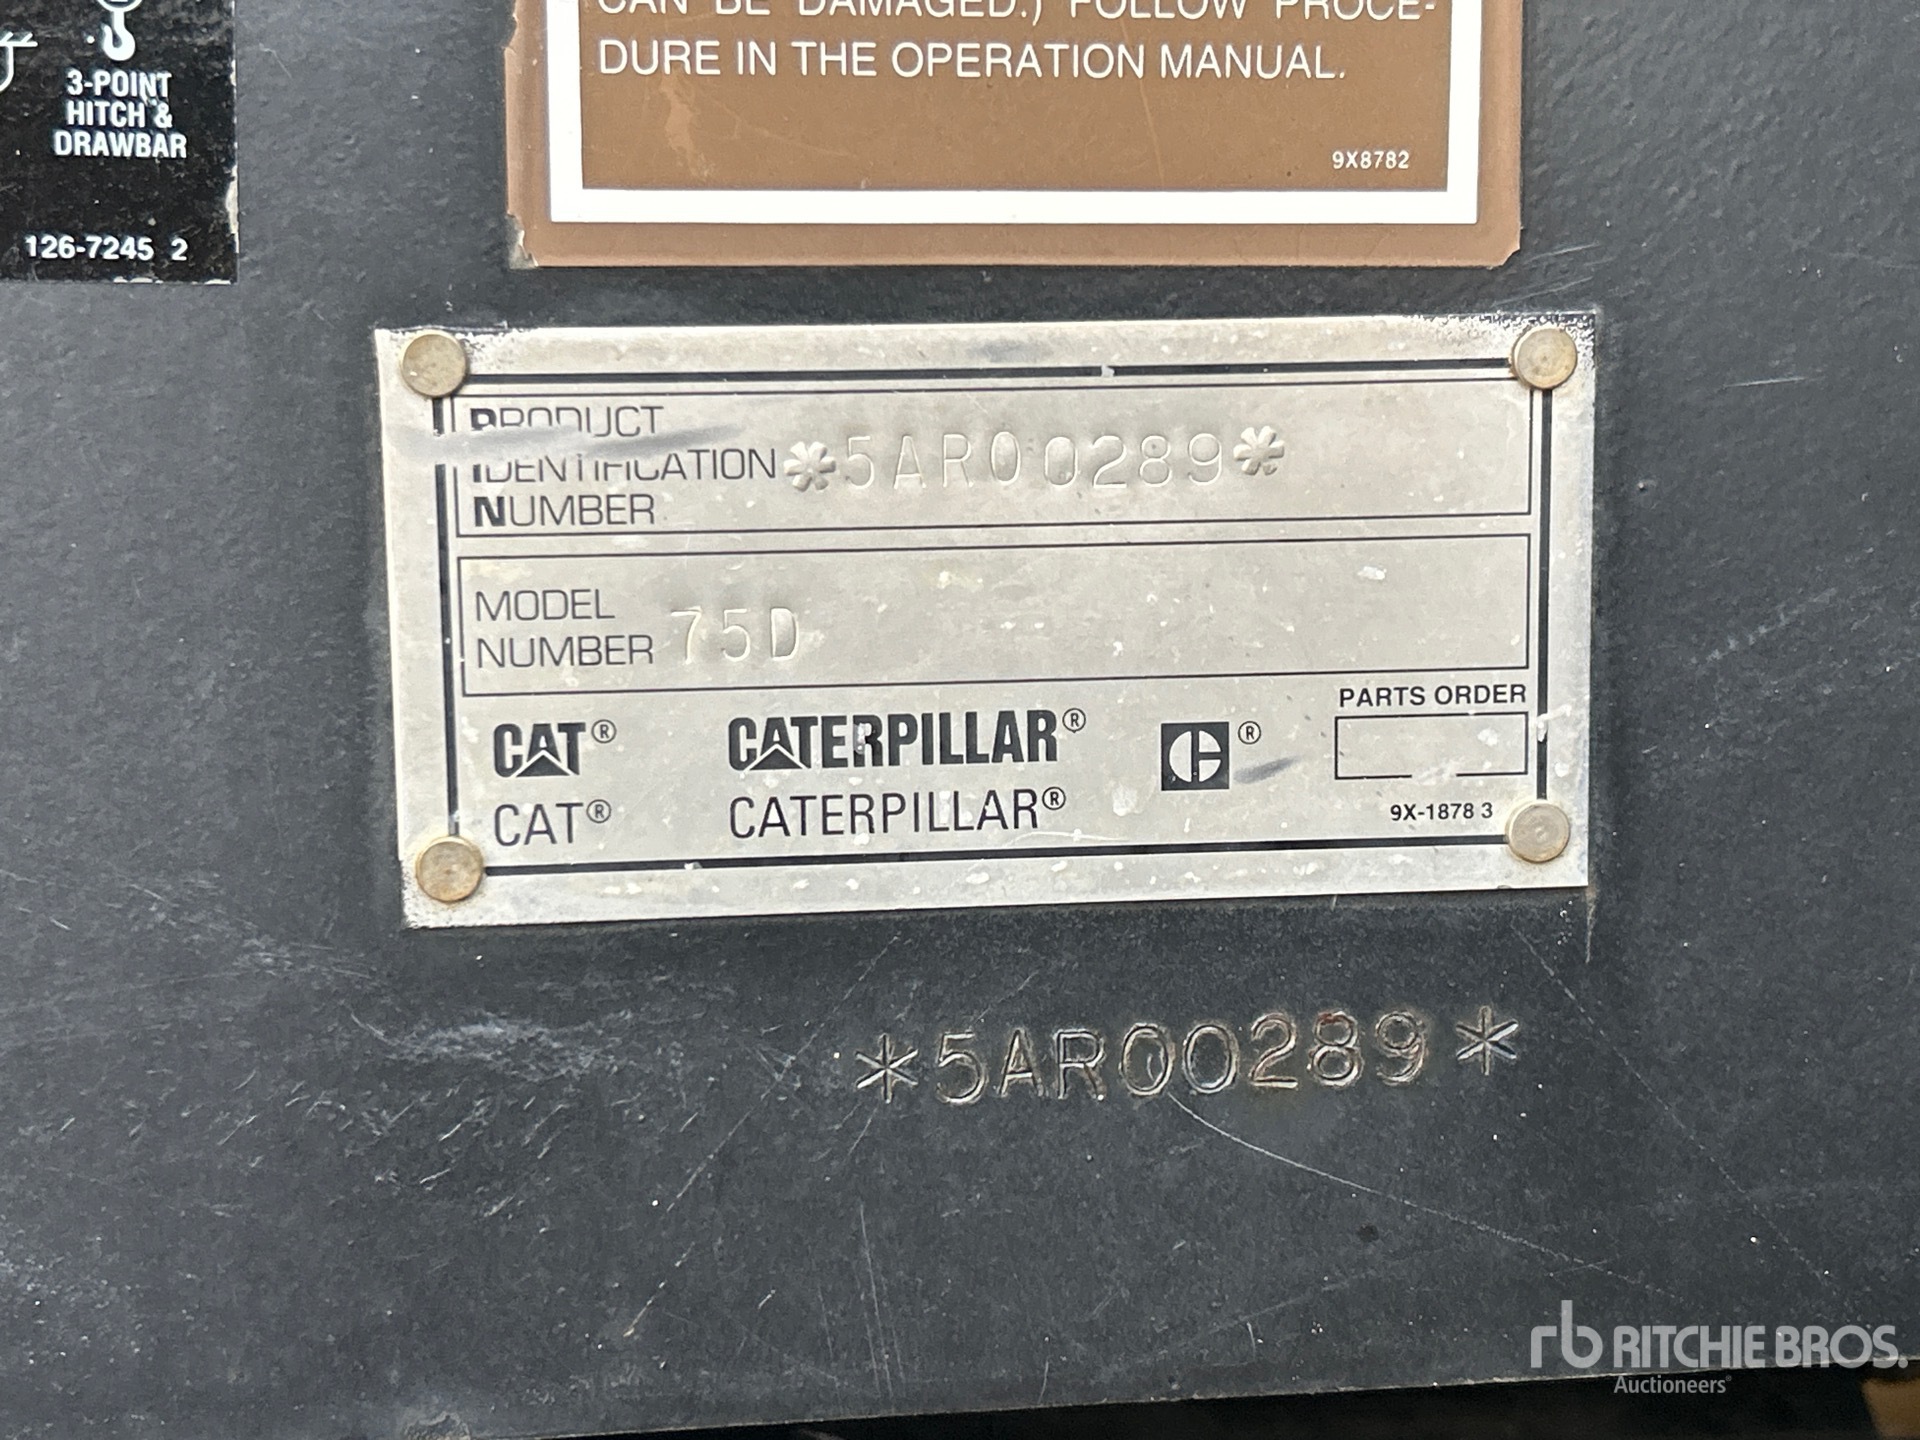 3-POINT
HITCH &
DRAWBAR
126-7245 2
CAN BE DAMAGED.) FOLLOW PROCE-
DURE IN THE OPERATION MANUAL.
9X8782
PRODUCT
IDENTIFICATION *5AR00289*
NUMBER
MODEL
NUMBER 75D
PARTS ORDER
CAT® CATERPILLAR® C®
CAT® CATERPILLAR®
9X-1878 3
*5AR00289*
rb RITCHIE BROS.
Auctioneers